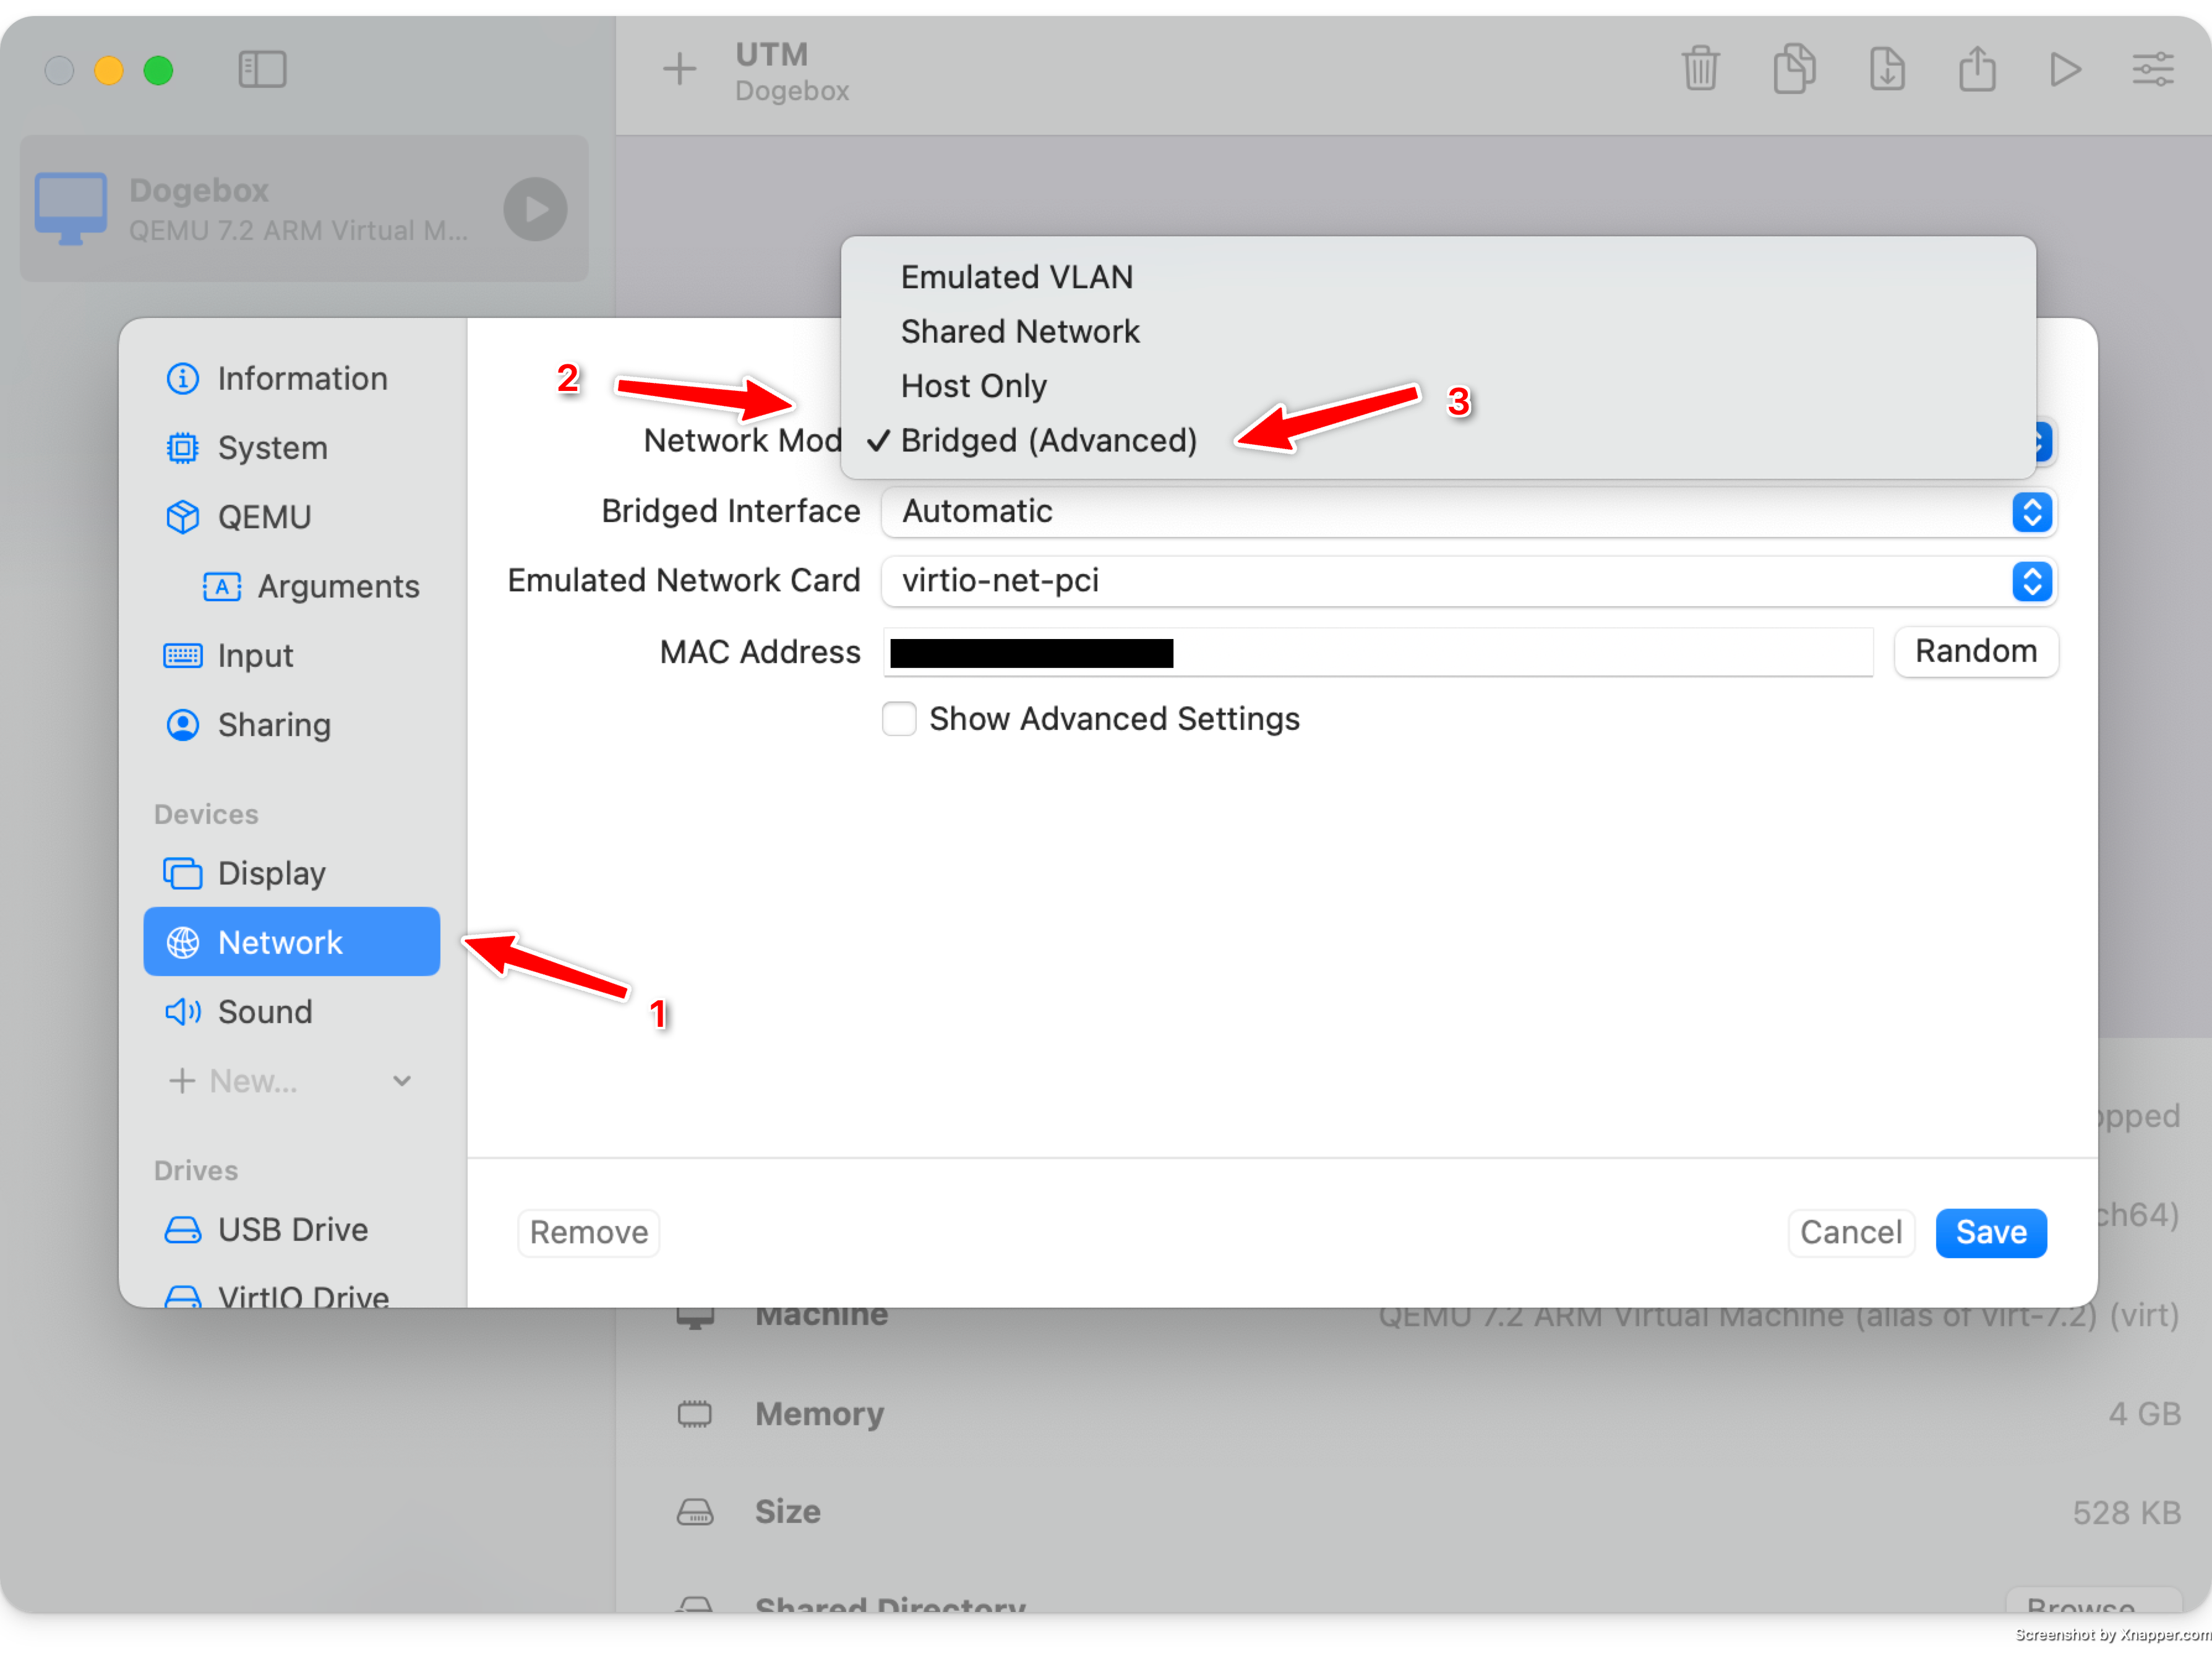 UTM
Dogebox
Dogebox
QEMU 7.2 ARM Virtual M...
Emulated VLAN
Shared Network
Host Only
✓ Bridged (Advanced)
2
3
1
Information
System
QEMU
A Arguments
Input
Sharing
Devices
Display
Network
Sound
+ New...
Drives
USB Drive
VirtIO Drive
Network Mod
Bridged Interface Automatic
Emulated Network Card virtio-net-pci
MAC Address Random
Show Advanced Settings
Remove Cancel Save
opped
ch64)
Machine QEMU 7.2 ARM Virtual Machine (alias of virt-7.2) (virt)
Memory 4 GB
Size 528 KB
Shared Directory Browse...
Screenshot by Xnapper.com